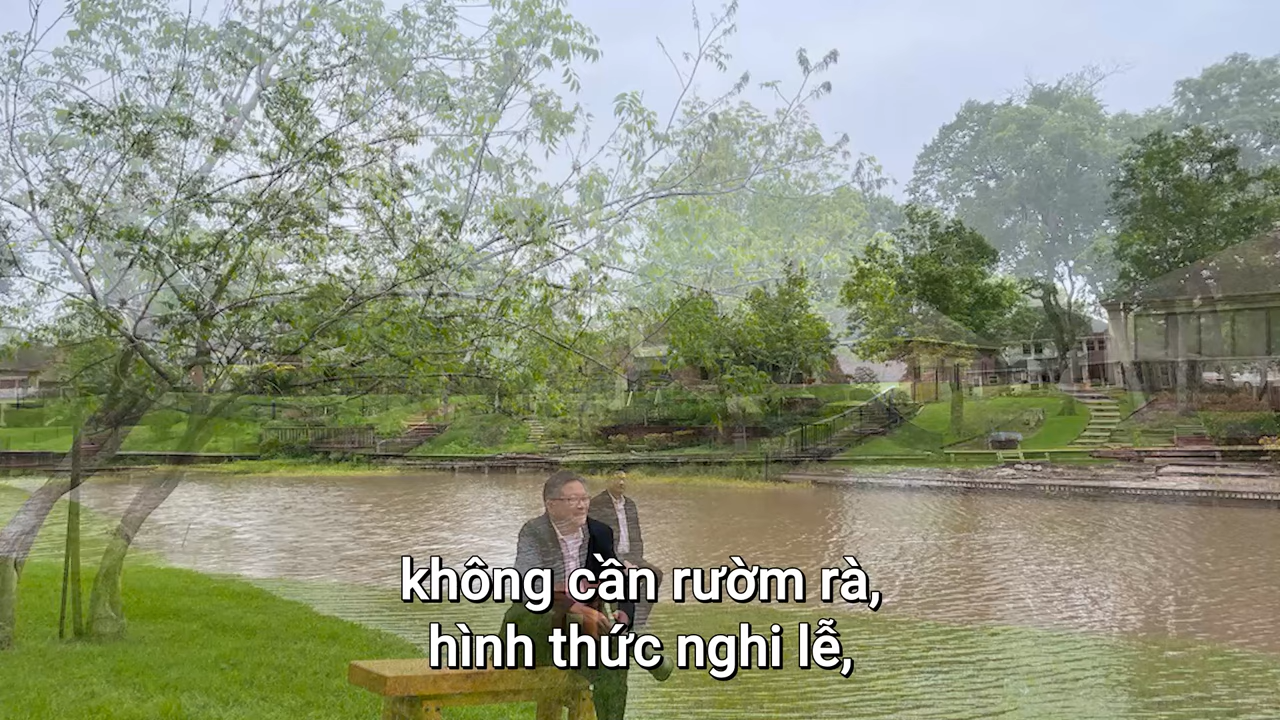 không cần rườm rà,
hình thức nghi lễ,